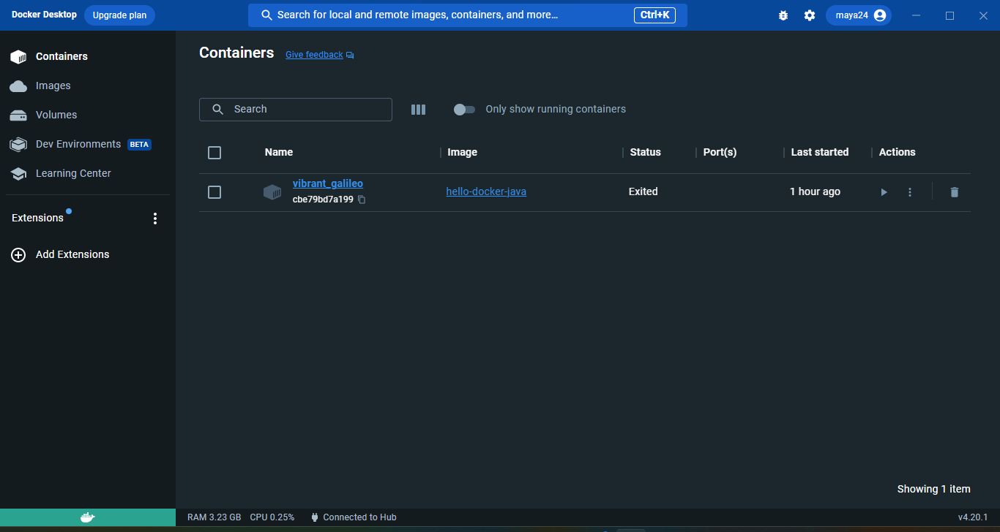 Docker Desktop Upgrade plan Search for local and remote images, containers, and more... Ctrl+K maya24
Containers
Images
Volumes
Dev Environments BETA
Learning Center
Extensions
Add Extensions
Containers Give feedback
Search Only show running containers
Name Image Status Port(s) Last started Actions
vibrant_galileo hello-docker-java Exited 1 hour ago
cbe79bd7a199
Showing 1 item
RAM 3.23 GB CPU 0.25% Connected to Hub v4.20.1